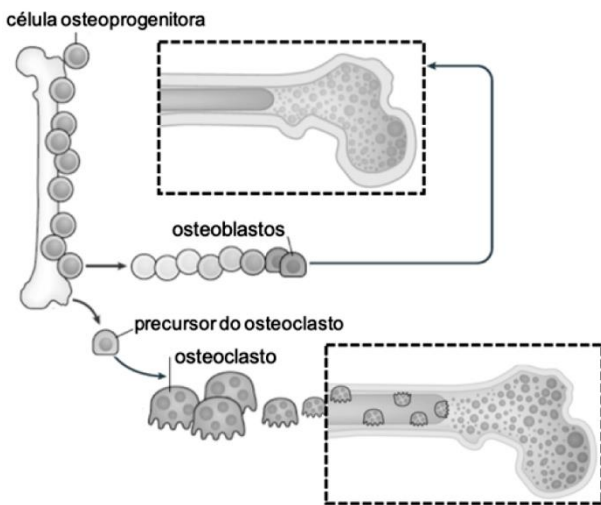 célula osteoprogenitora
osteoblastos
precursor do osteoclasto
osteoclasto